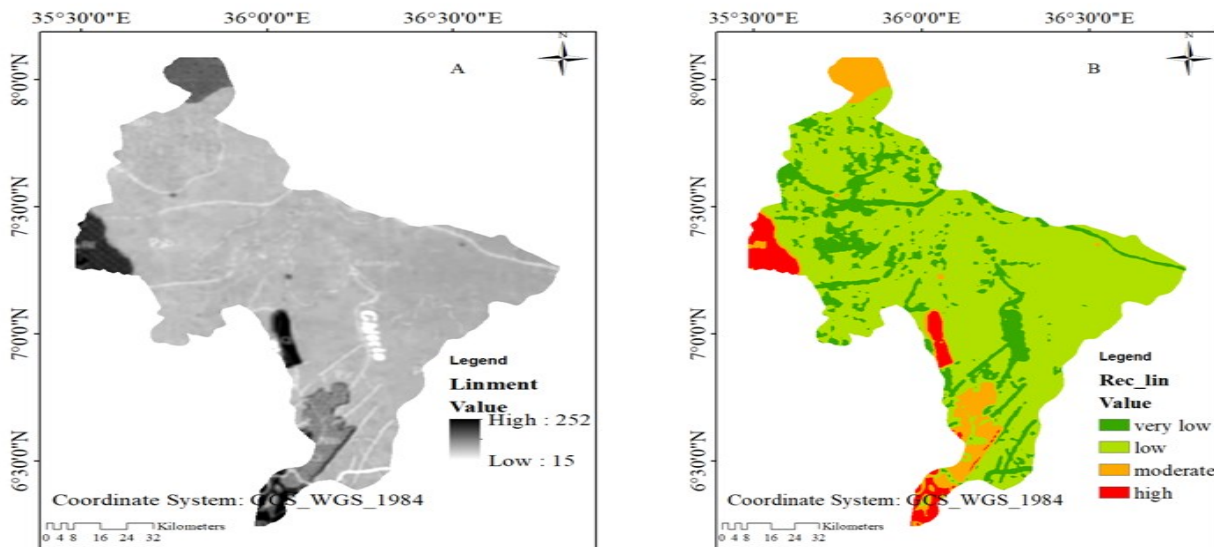 35°30'0"E 36°0'0"E 36°30'0"E
N
A
8°0'0"N
7°30'0"N
7°0'0"N
6°30'0"N
Legend
Linment
Value
High : 252
Low : 15
Coordinate System: GCS_WGS_1984
Kilometers
0 4 8 16 24 32
35°30'0"E 36°0'0"E 36°30'0"E
N
B
8°0'0"N
7°30'0"N
7°0'0"N
6°30'0"N
Legend
Rec_lin
Value
very low
low
moderate
high
Coordinate System: GCS_WGS_1984
Kilometers
0 4 8 16 24 32